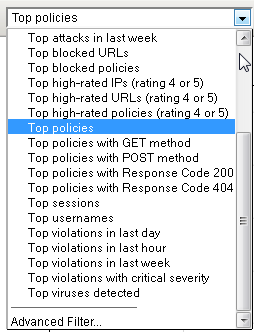 Top policies
Top attacks in last week
Top blocked URLs
Top blocked policies
Top high-rated IPs (rating 4 or 5)
Top high-rated URLs (rating 4 or 5)
Top high-rated policies (rating 4 or 5)
Top policies
Top policies with GET method
Top policies with POST method
Top policies with Response Code 200
Top policies with Response Code 404
Top sessions
Top usernames
Top violations in last day
Top violations in last hour
Top violations in last week
Top violations with critical severity
Top viruses detected
Advanced Filter...